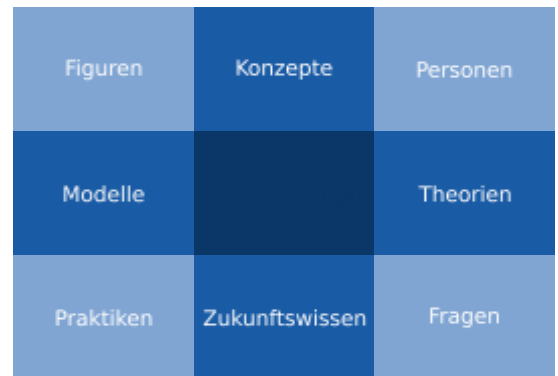 Figuren
Konzepte
Personen
Modelle
Theorien
Praktiken
Zukunftswissen
Fragen